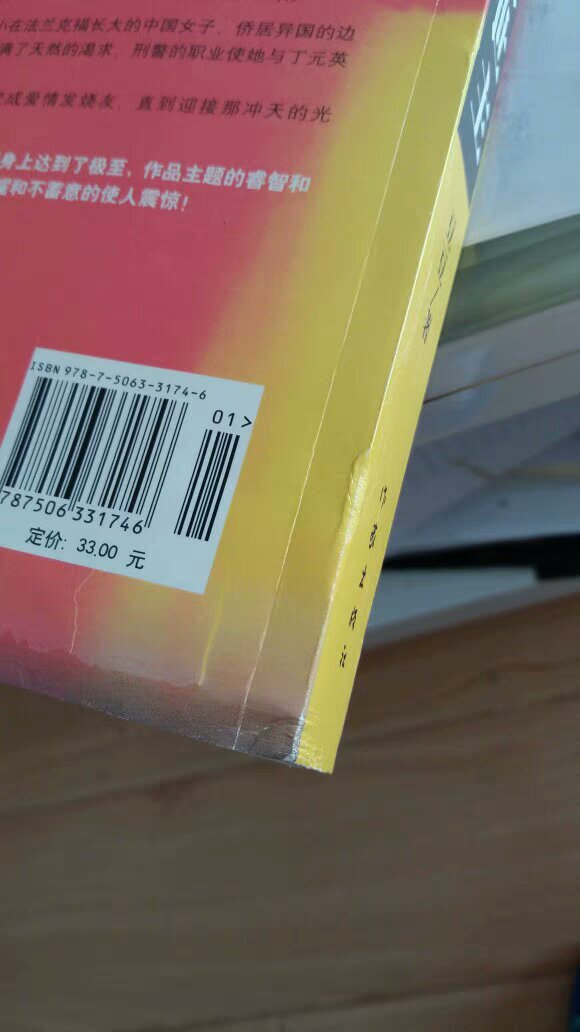 小在法兰克福长大的中国女子，侨居异国的边
满了天然的渴求，刑警的职业使她与丁元英
成爱情发烧友，直到迎接那冲天的光
身上达到了极至，作品主题的睿智和
和不蓄意的使人震惊！
ISBN 978-7-5063-3174-6
01>
787506 331746
定价：33.00 元
作家出版社